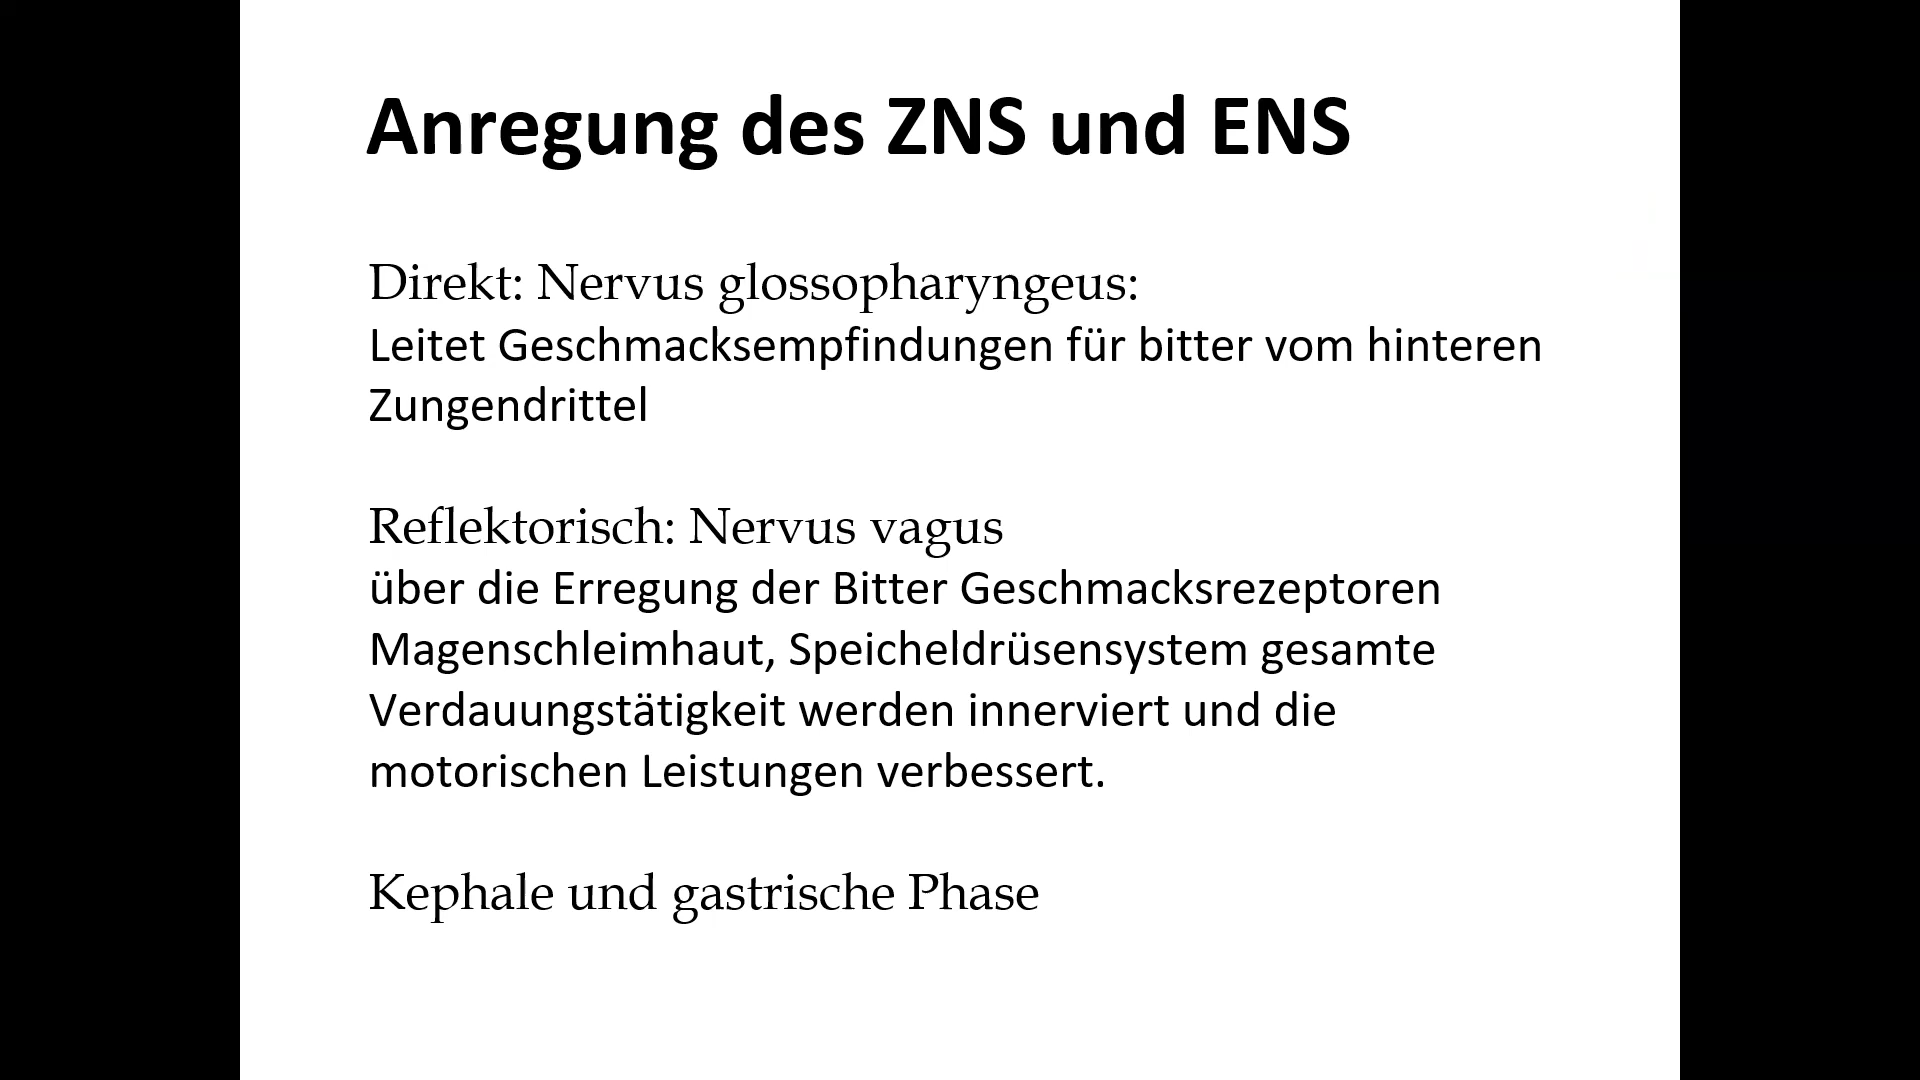 Anregung des ZNS und ENS
Direkt: Nervus glossopharyngeus:
Leitet Geschmacksempfindungen für bitter vom hinteren
Zungendrittel
Reflektorisch: Nervus vagus
über die Erregung der Bitter Geschmacksrezeptoren
Magenschleimhaut, Speicheldrüsensystem gesamte
Verdauungstätigkeit werden innerviert und die
motorischen Leistungen verbessert.
Kephale und gastrische Phase